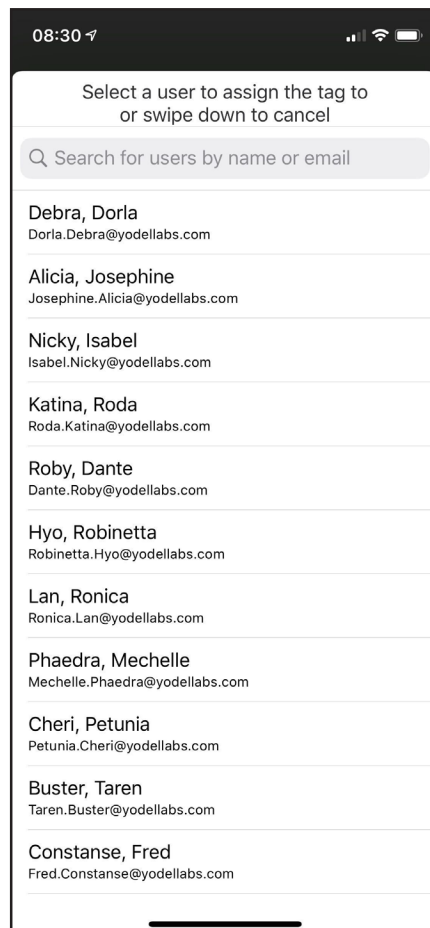 08:30
Select a user to assign the tag to
or swipe down to cancel
Search for users by name or email
Debra, Dorla
Dorla.Debra@yodellabs.com
Alicia, Josephine
Josephine.Alicia@yodellabs.com
Nicky, Isabel
Isabel.Nicky@yodellabs.com
Katina, Roda
Roda.Katina@yodellabs.com
Roby, Dante
Dante.Roby@yodellabs.com
Hyo, Robinetta
Robinetta.Hyo@yodellabs.com
Lan, Ronica
Ronica.Lan@yodellabs.com
Phaedra, Mechelle
Mechelle.Phaedra@yodellabs.com
Cheri, Petunia
Petunia.Cheri@yodellabs.com
Buster, Taren
Taren.Buster@yodellabs.com
Constanse, Fred
Fred.Constanse@yodellabs.com